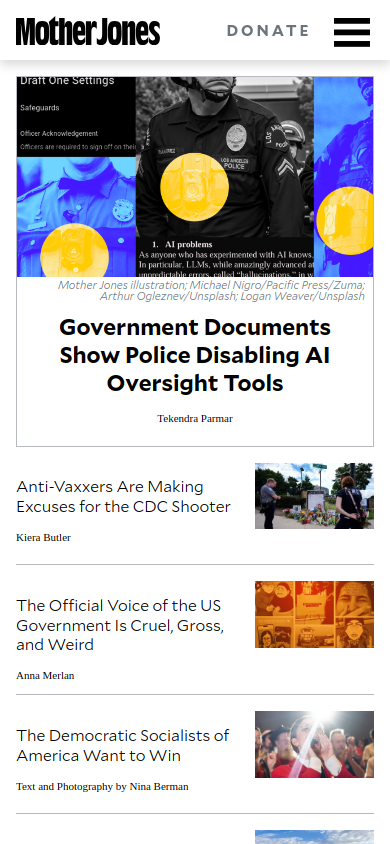 Mother Jones
DONATE
Draft One Settings
Safeguards
Officer Acknowledgement
Officers are required to sign off on their
LOS ANGELES
POLICE
1. AI problems
As anyone who has experimented with AI knows,
In particular, LLMs, while amazingly advanced at
unpredictable errors, called "hallucinations," in w
Mother Jones illustration; Michael Nigro/Pacific Press/Zuma;
Arthur Ogleznev/Unsplash; Logan Weaver/Unsplash
Government Documents
Show Police Disabling AI
Oversight Tools
Tekendra Parmar
Anti-Vaxxers Are Making
Excuses for the CDC Shooter
Kiera Butler
The Official Voice of the US
Government Is Cruel, Gross,
and Weird
Anna Merlan
The Democratic Socialists of
America Want to Win
Text and Photography by Nina Berman